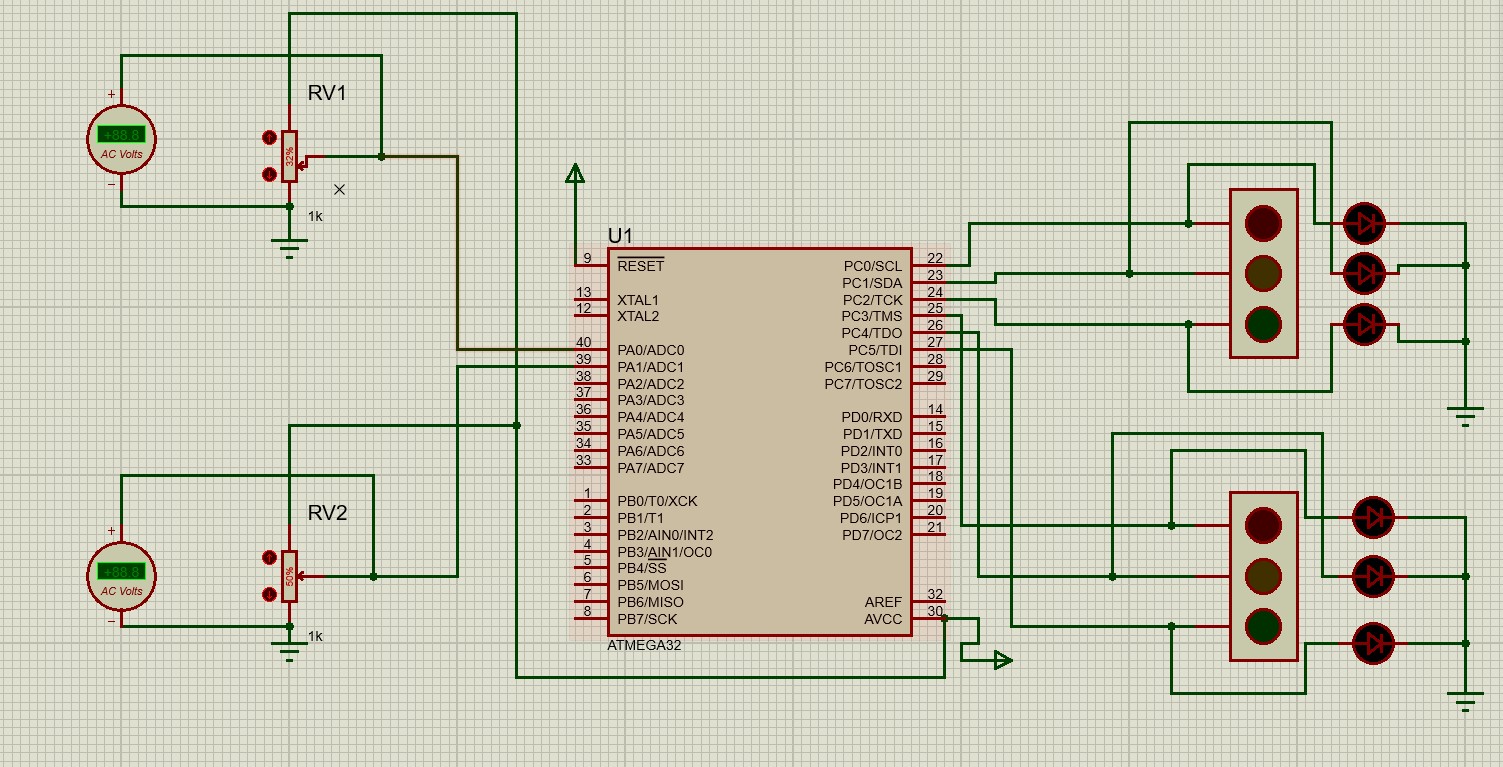 RV1
+
+88.8
AC Volts
−
32%
1k
RV2
+
+88.8
AC Volts
−
50%
1k
U1
9 RESET
13 XTAL1
12 XTAL2
40 PA0/ADC0
39 PA1/ADC1
38 PA2/ADC2
37 PA3/ADC3
36 PA4/ADC4
35 PA5/ADC5
34 PA6/ADC6
33 PA7/ADC7
1 PB0/T0/XCK
2 PB1/T1
3 PB2/AIN0/INT2
4 PB3/AIN1/OC0
5 PB4/SS
6 PB5/MOSI
7 PB6/MISO
8 PB7/SCK
PC0/SCL 22
PC1/SDA 23
PC2/TCK 24
PC3/TMS 25
PC4/TDO 26
PC5/TDI 27
PC6/TOSC1 28
PC7/TOSC2 29
PD0/RXD 14
PD1/TXD 15
PD2/INT0 16
PD3/INT1 17
PD4/OC1B 18
PD5/OC1A 19
PD6/ICP1 20
PD7/OC2 21
AREF 32
AVCC 30
ATMEGA32